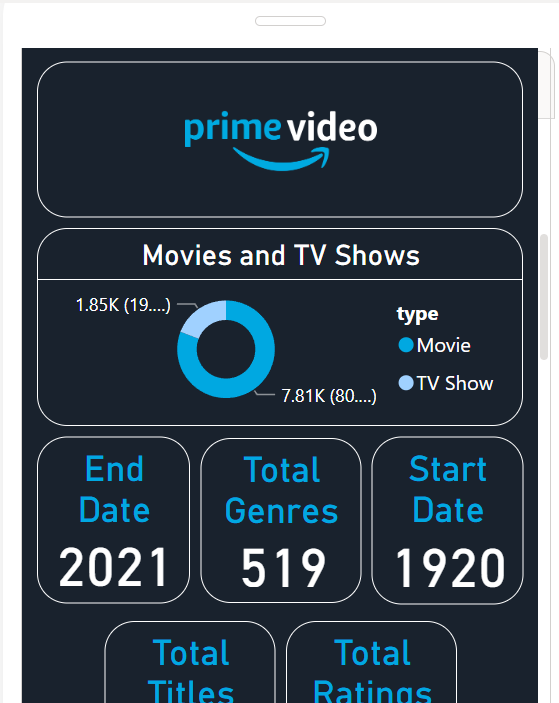 prime video
Movies and TV Shows
1.85K (19....)
7.81K (80....)
type
Movie
TV Show
End
Date
2021
Total
Genres
519
Start
Date
1920
Total
Titles
Total
Ratings